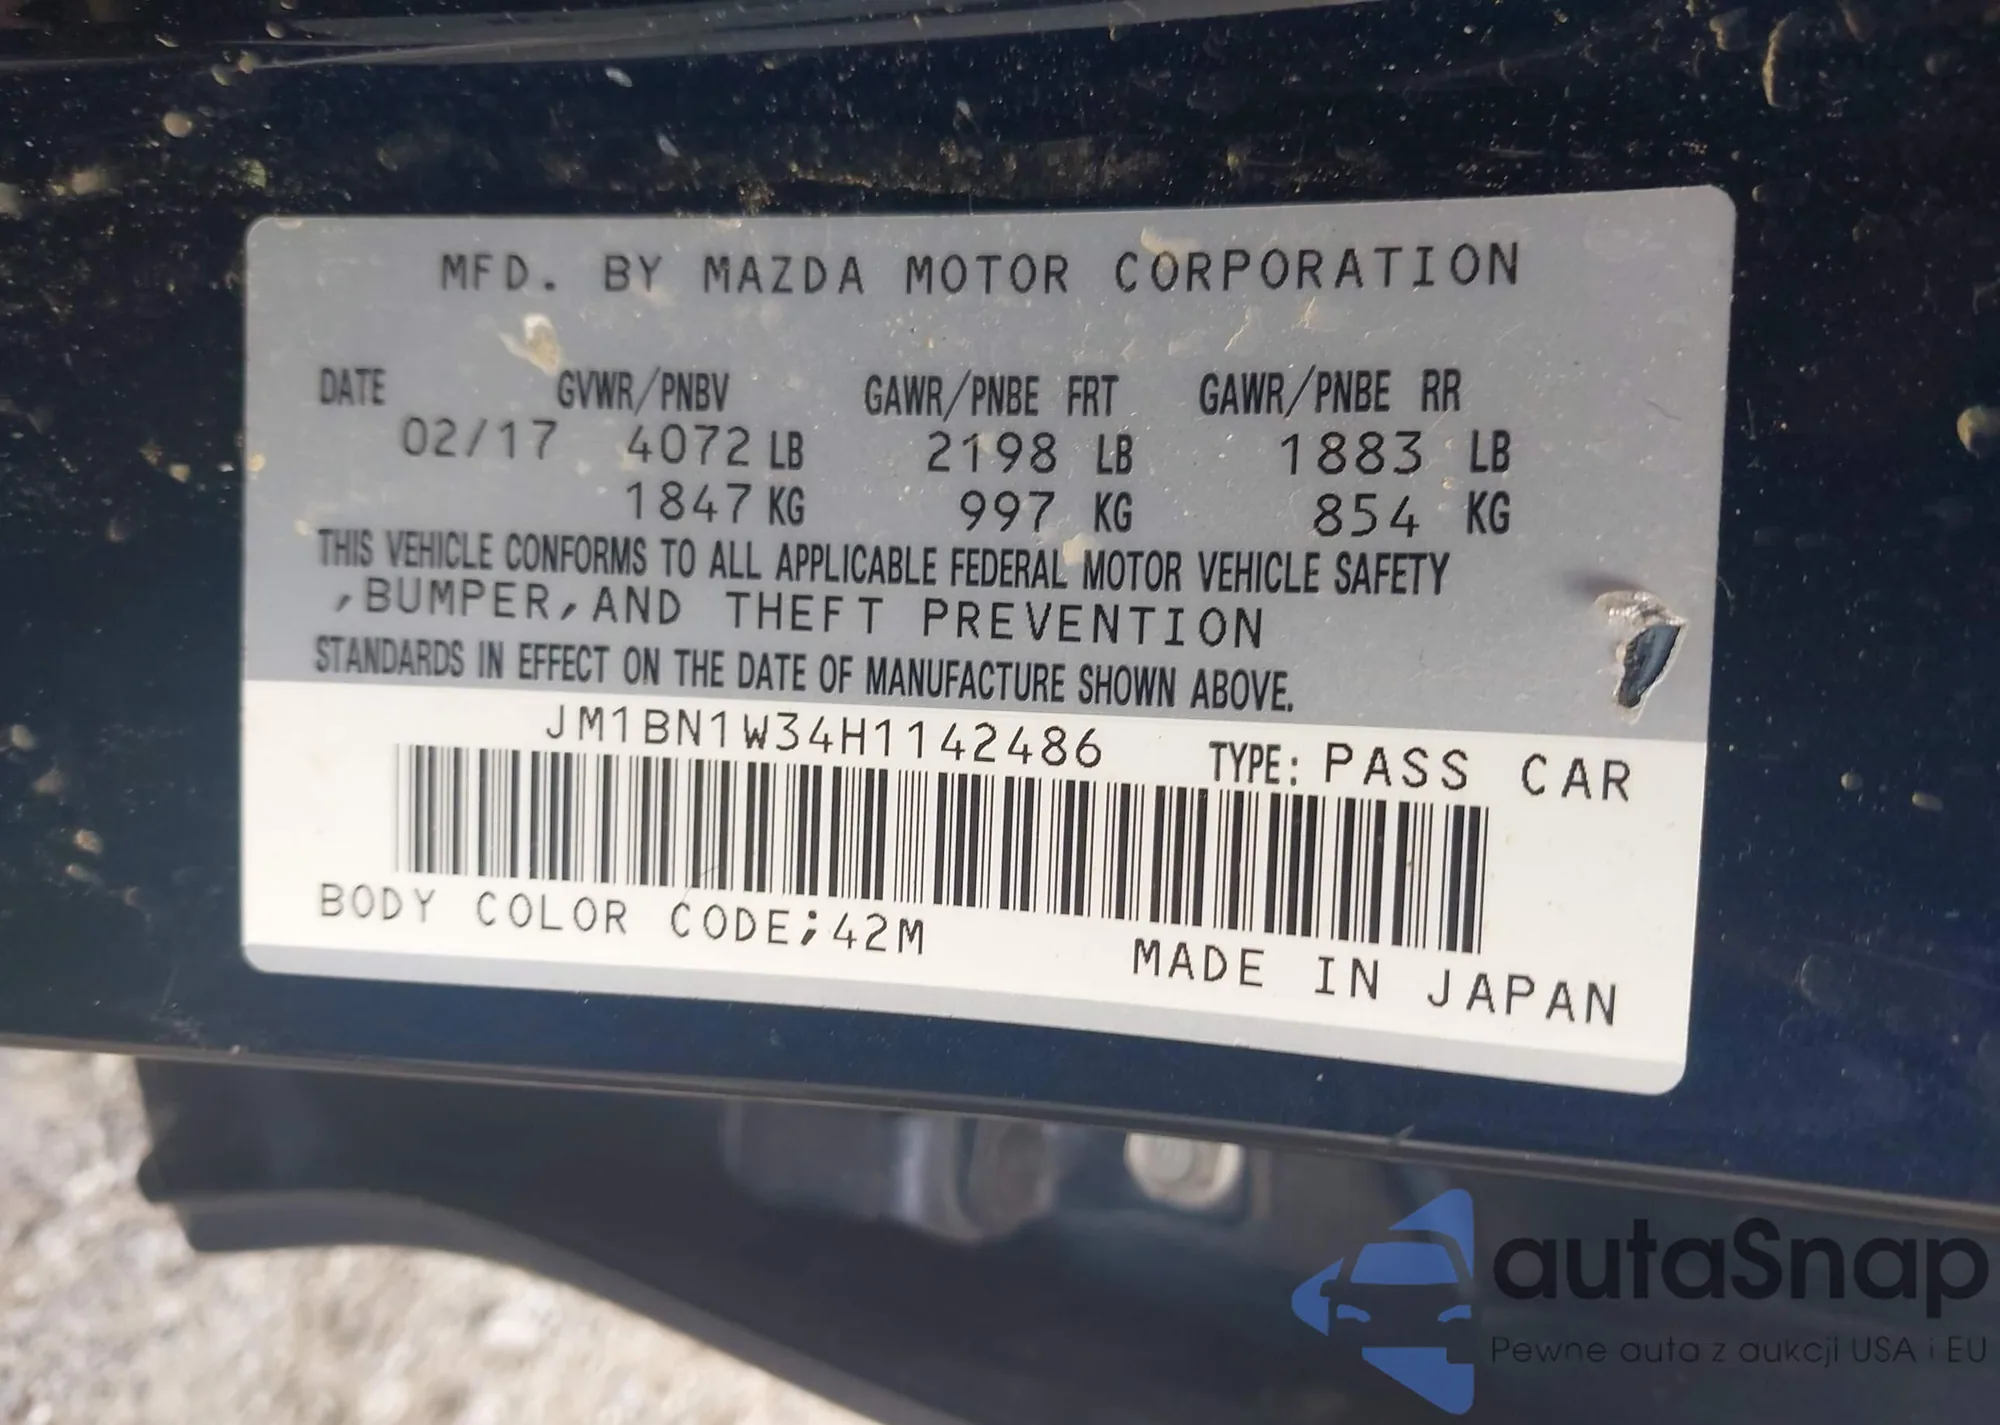 MFD. BY MAZDA MOTOR CORPORATION
DATE GVWR/PNBV GAWR/PNBE FRT GAWR/PNBE RR
02/17 4072 LB 2198 LB 1883 LB
1847 KG 997 KG 854 KG
THIS VEHICLE CONFORMS TO ALL APPLICABLE FEDERAL MOTOR VEHICLE SAFETY
,BUMPER,AND THEFT PREVENTION
STANDARDS IN EFFECT ON THE DATE OF MANUFACTURE SHOWN ABOVE.
JM1BN1W34H1142486 TYPE: PASS CAR
BODY COLOR CODE;42M
MADE IN JAPAN
autaSnap
Pewne auta z aukcji USA i EU